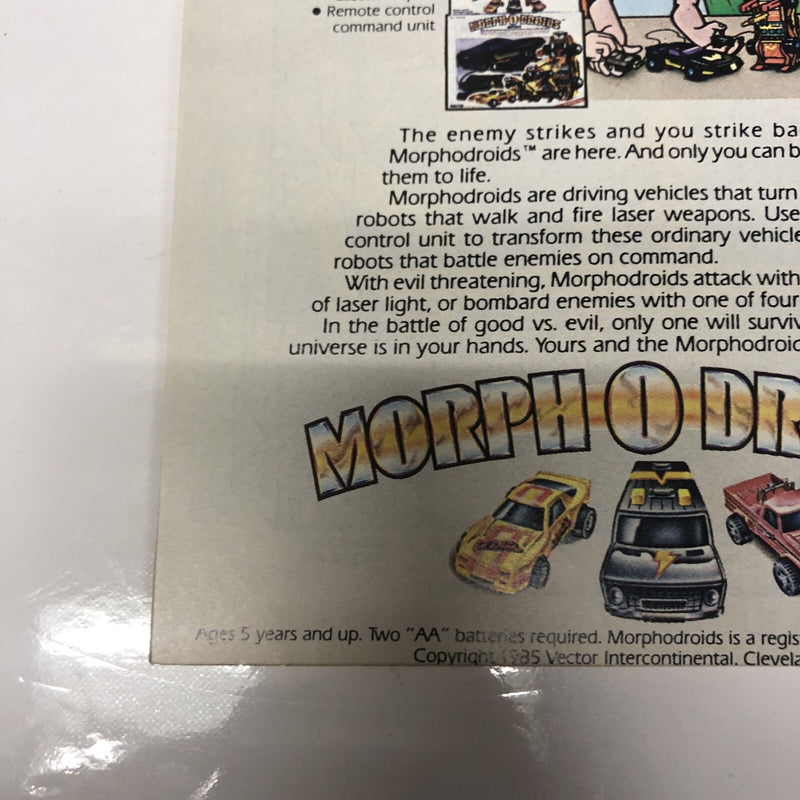 • Remote control
command unit
MORPH·O·DROIDS
The enemy strikes and you strike ba
Morphodroids™ are here. And only you can b
them to life.
Morphodroids are driving vehicles that turn
robots that walk and fire laser weapons. Use
control unit to transform these ordinary vehicle
robots that battle enemies on command.
With evil threatening, Morphodroids attack with
of laser light, or bombard enemies with one of four
In the battle of good vs. evil, only one will surviv
universe is in your hands. Yours and the Morphodroid
MORPH O DR
Ages 5 years and up. Two “AA” batteries required. Morphodroids is a regis
Copyright 1985 Vector Intercontinental. Clevela